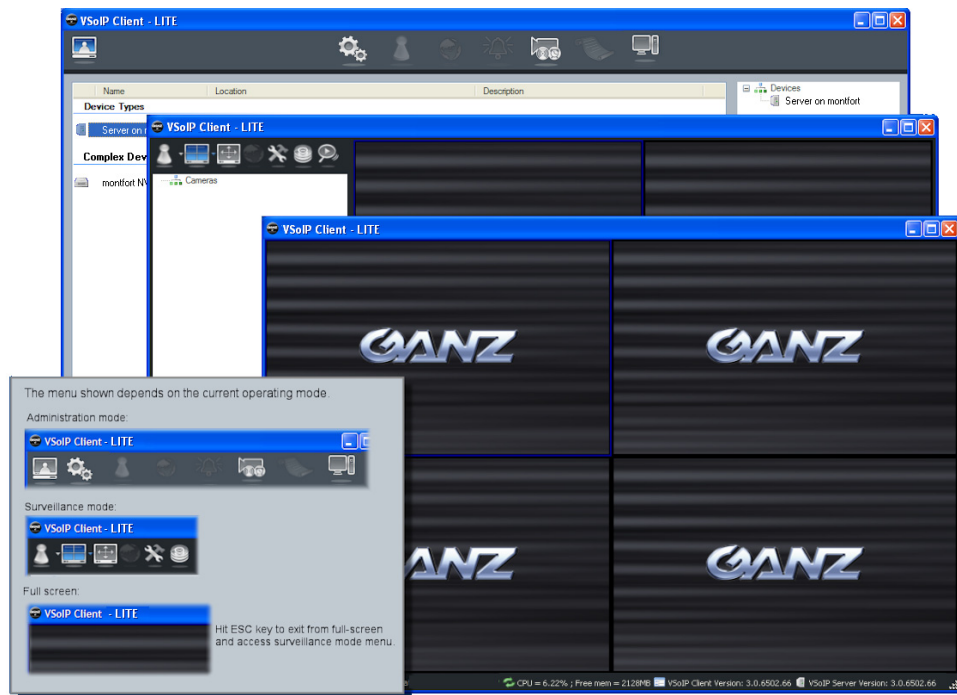 VSoIP Client - LITE
Name Location Description
Device Types
Server on
Complex Dev
montfort NV
Devices
Server on montfort
VSoIP Client - LITE
Cameras
VSoIP Client - LITE
GANZ GANZ
ANZ GANZ
The menu shown depends on the current operating mode.
Administration mode:
VSoIP Client - LITE
Surveillance mode:
VSoIP Client - LITE
Full screen:
VSoIP Client - LITE
Hit ESC key to exit from full-screen
and access surveillance mode menu.
CPU = 6.22% ; Free mem = 2128MB VSoIP Client Version: 3.0.6502.66 VSoIP Server Version: 3.0.6502.66